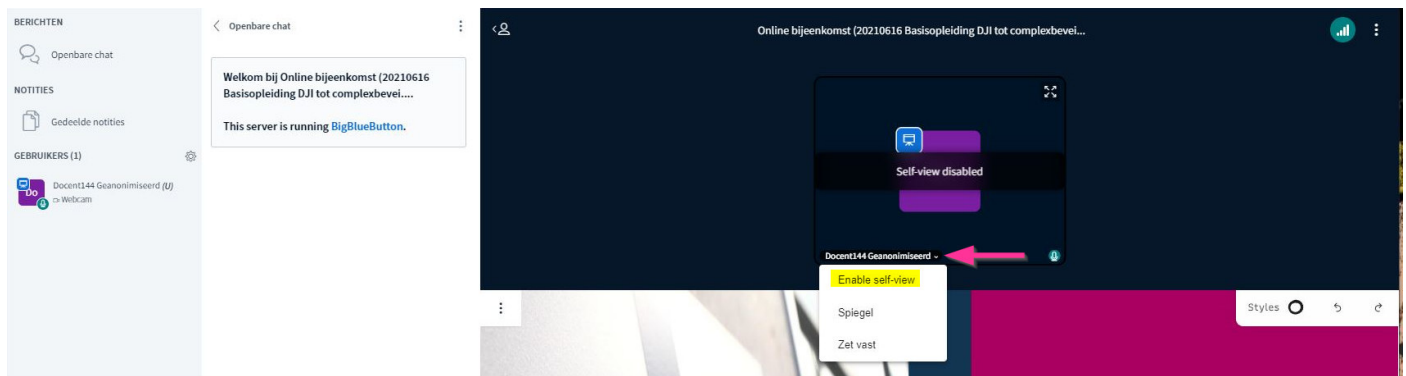 BERICHTEN
Openbare chat
NOTITIES
Gedeelde notities
GEBRUIKERS (1)
Do
Docent144 Geanonimiseerd (U)
Webcam
Openbare chat
Welkom bij Online bijeenkomst (20210616
Basisopleiding DJI tot complexbevei....
This server is running BigBlueButton.
Online bijeenkomst (20210616 Basisopleiding DJI tot complexbevei...
Self-view disabled
Docent144 Geanonimiseerd
Enable self-view
Spiegel
Zet vast
Styles